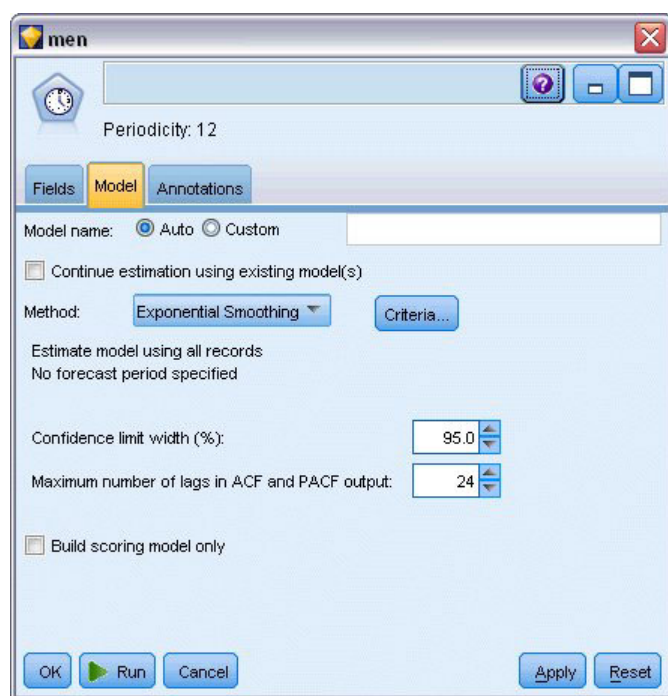 men
Periodicity: 12
Fields Model Annotations
Model name: Auto Custom
Continue estimation using existing model(s)
Method: Exponential Smoothing Criteria...
Estimate model using all records
No forecast period specified
Confidence limit width (%): 95.0
Maximum number of lags in ACF and PACF output: 24
Build scoring model only
OK Run Cancel Apply Reset